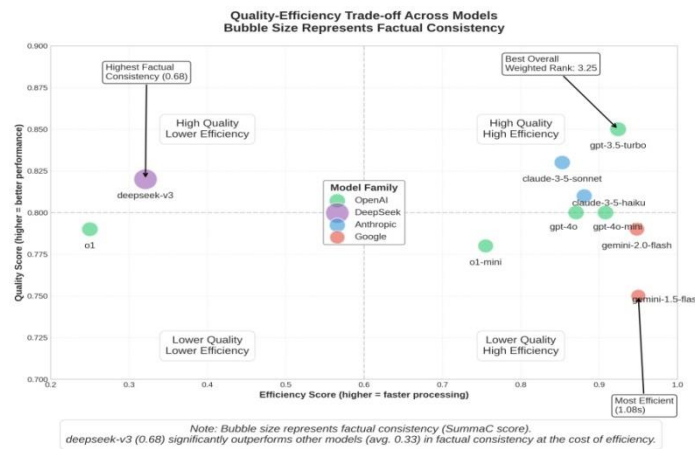 Quality-Efficiency Trade-off Across Models
Bubble Size Represents Factual Consistency
0.900
0.875
0.850
0.825
0.800
0.775
0.750
0.725
0.700
Quality Score (higher = better performance)
Highest Factual
Consistency (0.68)
Best Overall
Weighted Rank: 3.25
High Quality
Lower Efficiency
High Quality
High Efficiency
gpt-3.5-turbo
claude-3-5-sonnet
deepseek-v3
claude-3-5-haiku
Model Family
OpenAI
DeepSeek
Anthropic
Google
o1
gpt-4o
gpt-4o-mini
gemini-2.0-flash
o1-mini
gemini-1.5-flas
Lower Quality
Lower Efficiency
Lower Quality
High Efficiency
0.2 0.3 0.4 0.5 0.6 0.7 0.8 0.9 1.0
Efficiency Score (higher = faster processing)
Most Efficient
(1.08s)
Note: Bubble size represents factual consistency (SummaC score).
deepseek-v3 (0.68) significantly outperforms other models (avg. 0.33) in factual consistency at the cost of efficiency.